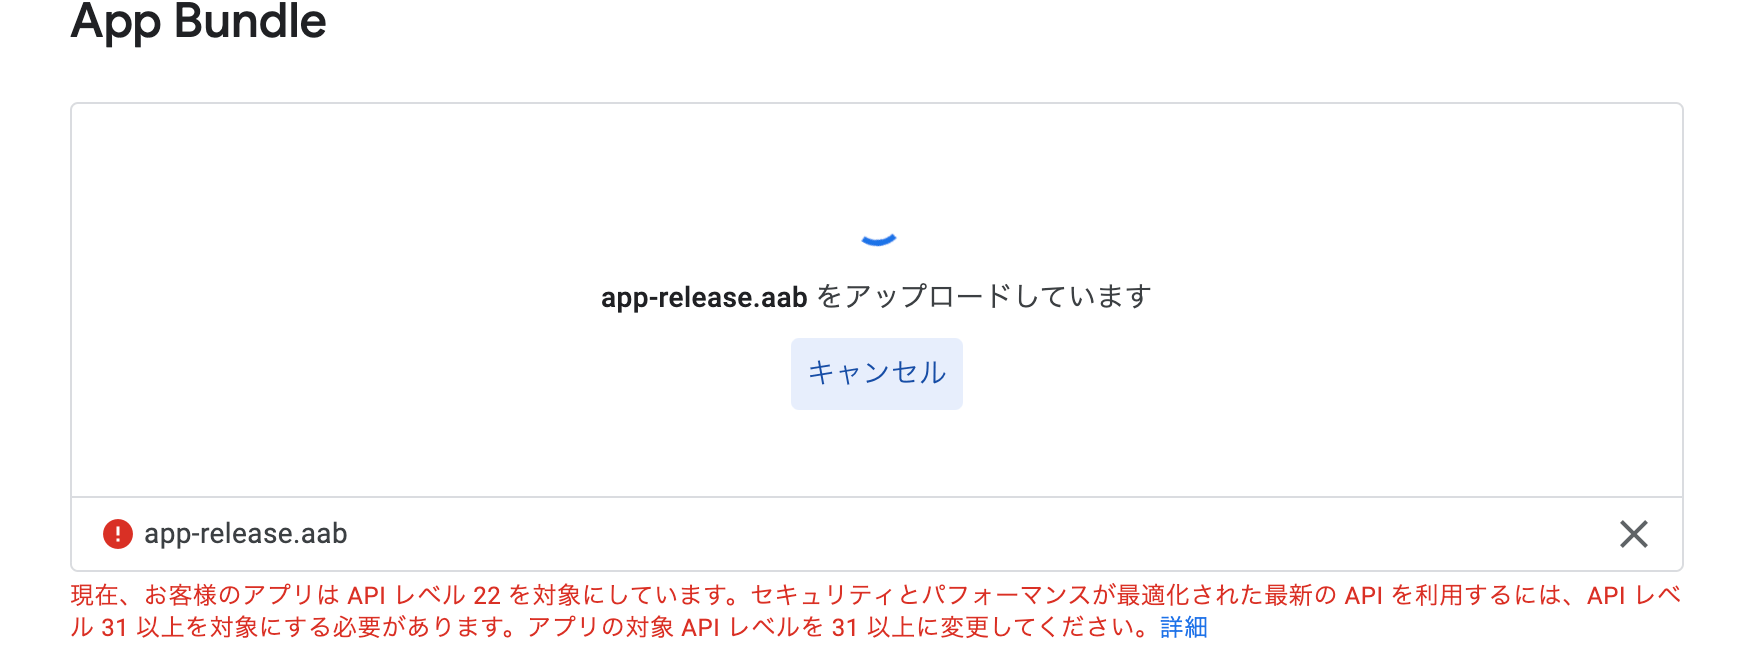 App Bundle
app-release.aab をアップロードしています
キャンセル
app-release.aab
現在、お客様のアプリは API レベル 22 を対象にしています。セキュリティとパフォーマンスが最適化された最新の API を利用するには、API レベ
ル 31 以上を対象にする必要があります。アプリの対象 API レベルを 31 以上に変更してください。詳細